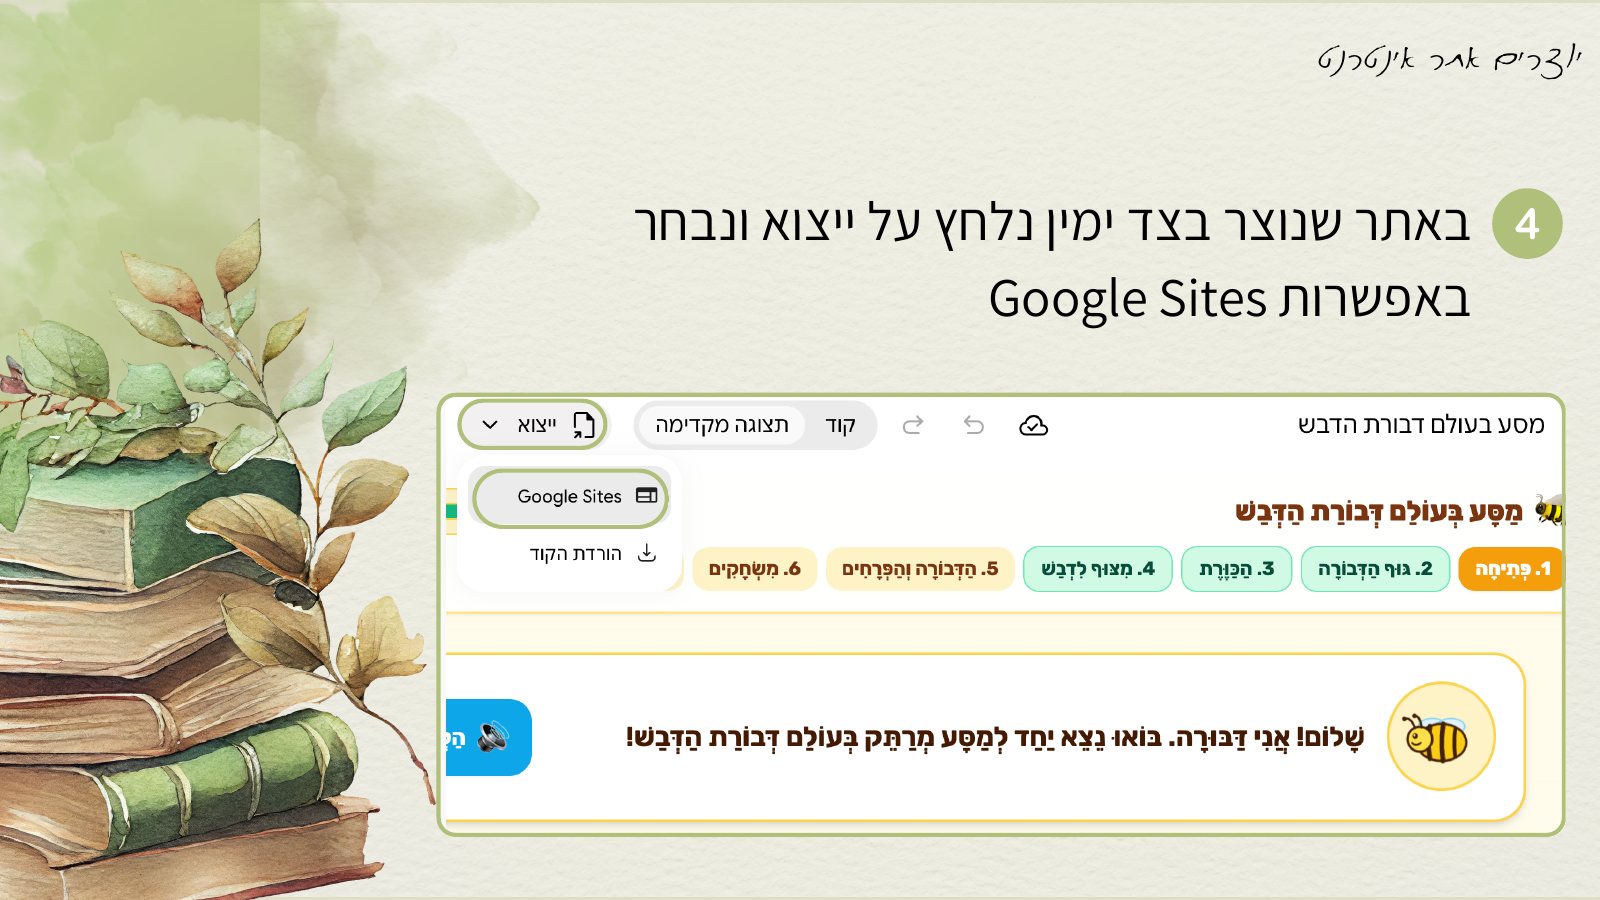 יוצרים אתר אינטרנט
4
באתר שנוצר בצד ימין נלחץ על ייצוא ונבחר
באפשרות Google Sites
מסע בעולם דבורת הדבש
קוד
תצוגה מקדימה
ייצוא
Google Sites
הורדת הקוד
מַסָּע בְּעוֹלַם דְּבוֹרַת הַדְּבַשׁ
1. פְּתִיחָה
2. גּוּף הַדְּבוֹרָה
3. הַכַּוֶּרֶת
4. מִצּוּף לִדְבַשׁ
5. הַדְּבוֹרָה וְהַפְּרָחִים
6. מִשְׂחָקִים
שָׁלוֹם! אֲנִי דַּבּוּרָה. בּוֹאוּ נֵצֵא יַחַד לְמַסָּע מְרַתֵּק בְּעוֹלַם דְּבוֹרַת הַדְּבַשׁ!